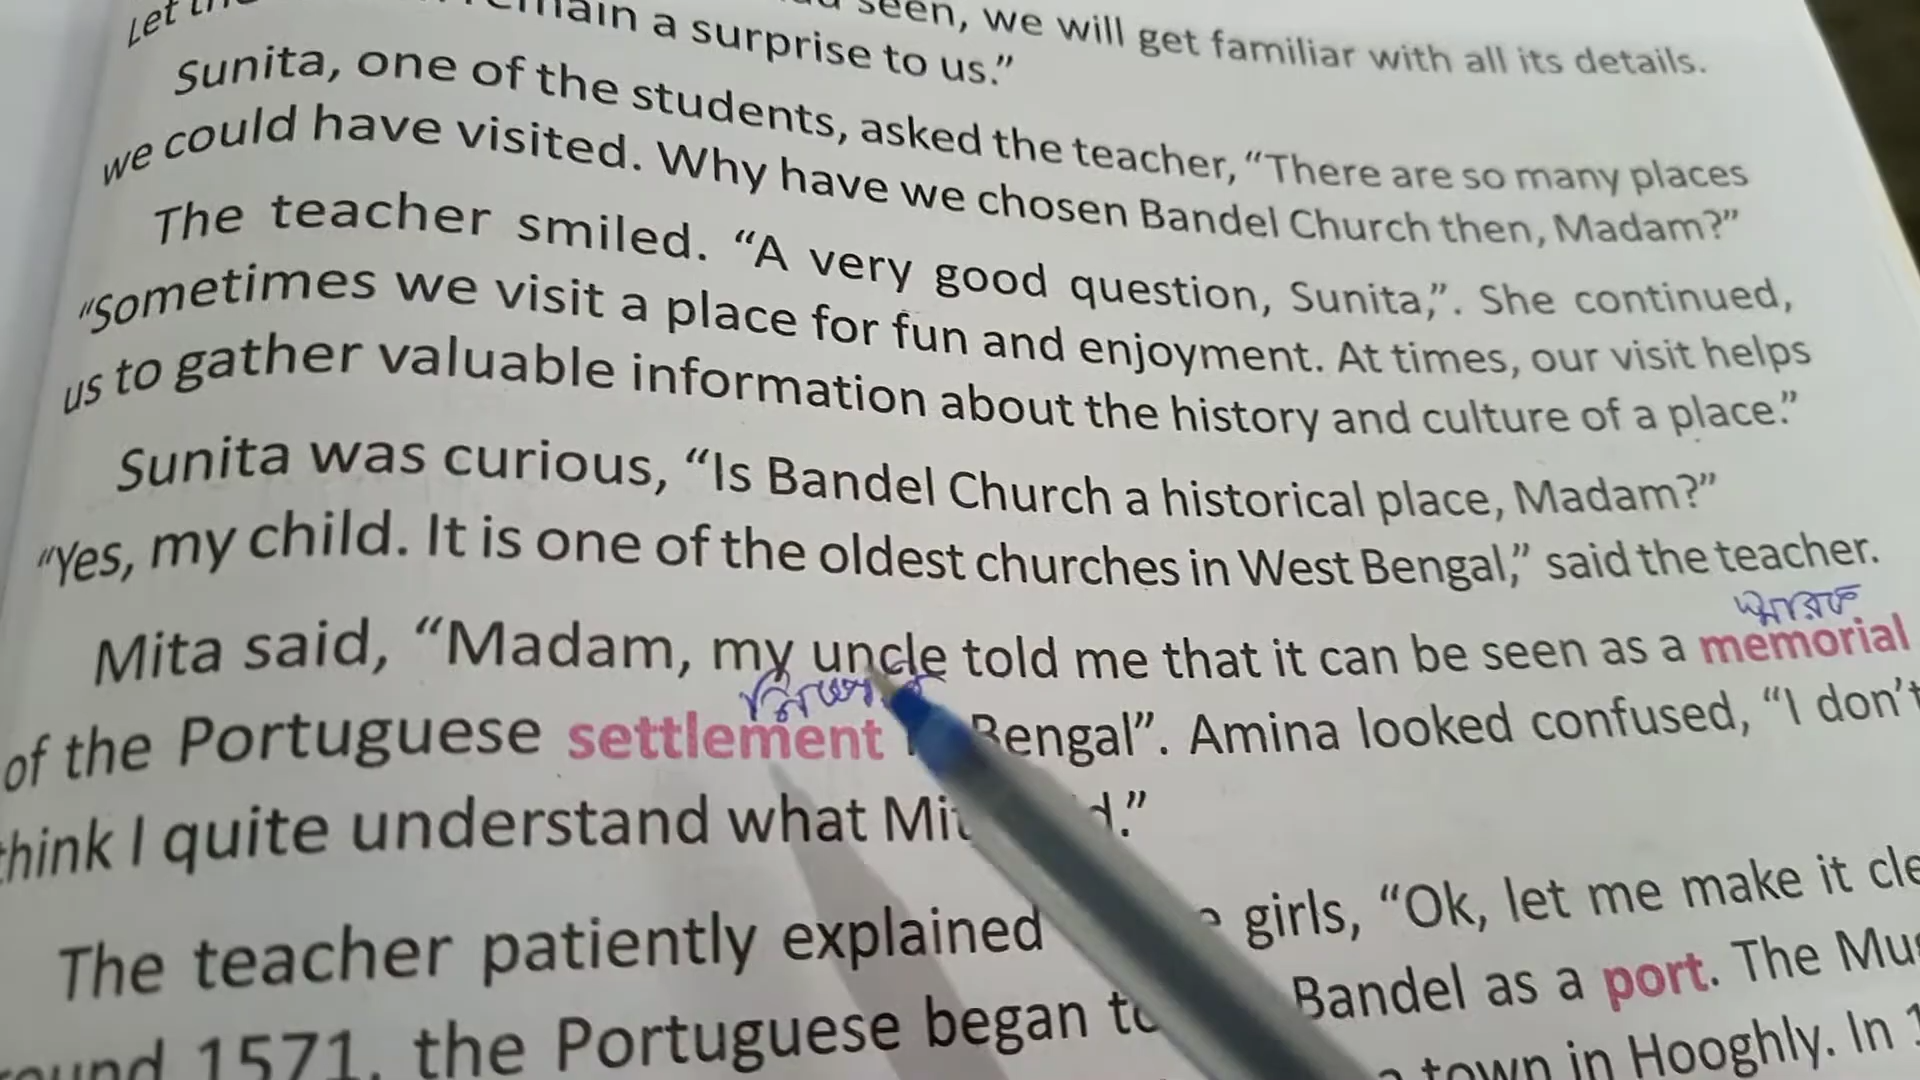 Let remain a surprise to us.”
seen, we will get familiar with all its details.
Sunita, one of the students, asked the teacher, “There are so many places
we could have visited. Why have we chosen Bandel Church then, Madam?”
The teacher smiled. “A very good question, Sunita,”. She continued,
“Sometimes we visit a place for fun and enjoyment. At times, our visit helps
us to gather valuable information about the history and culture of a place.”
Sunita was curious, “Is Bandel Church a historical place, Madam?”
“Yes, my child. It is one of the oldest churches in West Bengal,” said the teacher.
স্মারক
Mita said, “Madam, my uncle told me that it can be seen as a memorial
of the Portuguese settlement Bengal”. Amina looked confused, “I don’t
think I quite understand what
The teacher patiently explained girls, “Ok, let me make it
1571, the Portuguese began Bandel as a port. The
town in Hooghly. In